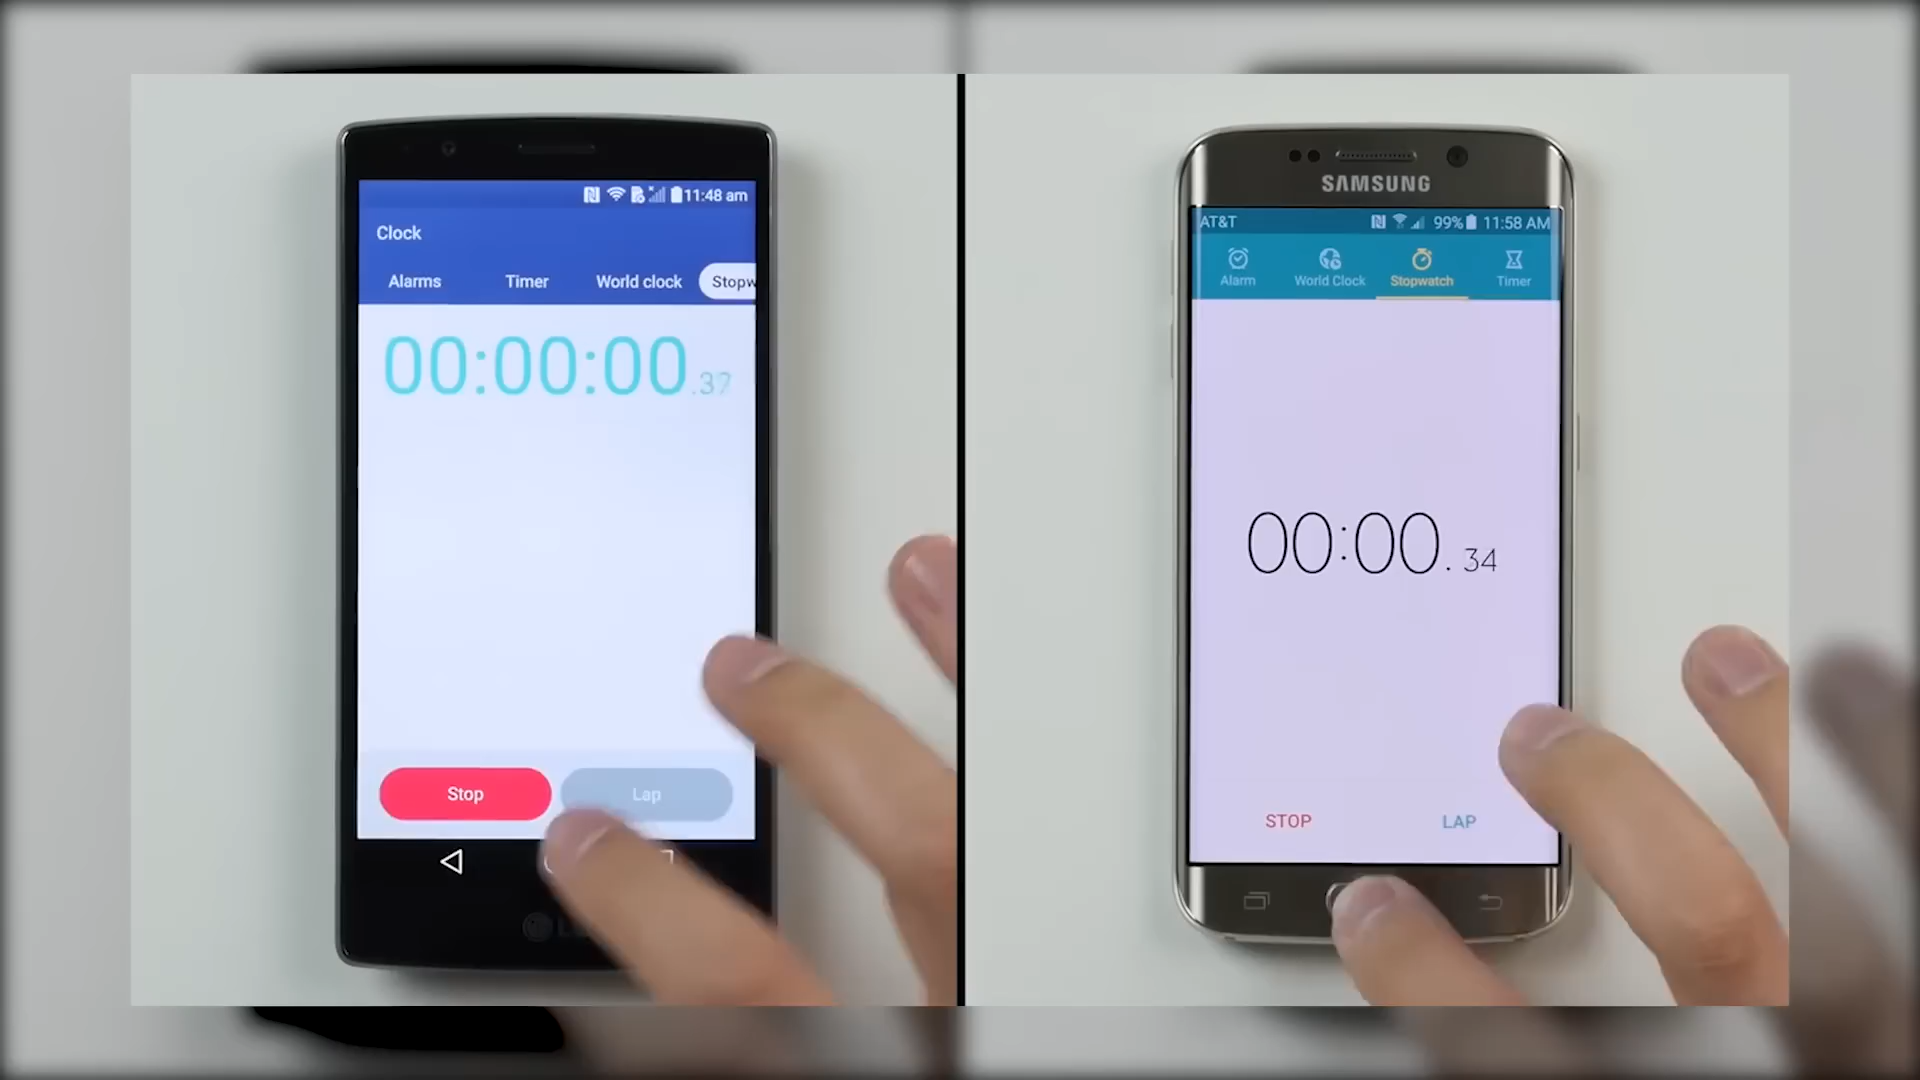 11:48 am
Clock
Alarms Timer World clock Stopw
00:00:00
Stop Lap
SAMSUNG
AT&T 99% 11:58 AM
Alarm World Clock Stopwatch Timer
00:00.34
STOP LAP